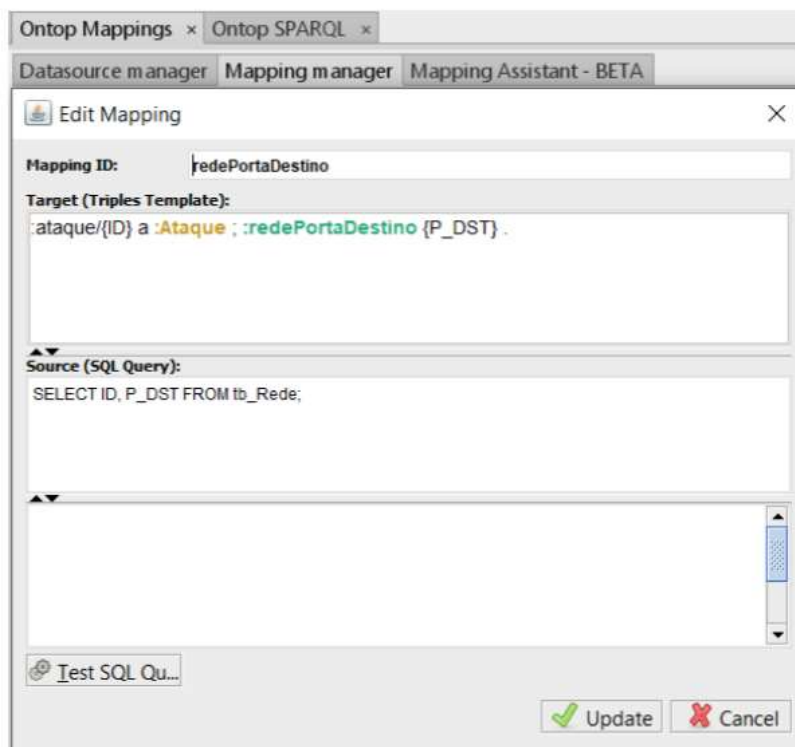 Ontop Mappings × Ontop SPARQL ×
Datasource manager Mapping manager Mapping Assistant - BETA
Edit Mapping
Mapping ID: redePortaDestino
Target (Triples Template):
:ataque/{ID} a :Ataque ; :redePortaDestino {P_DST} .
Source (SQL Query):
SELECT ID, P_DST FROM tb_Rede;
Test SQL Qu...
Update Cancel